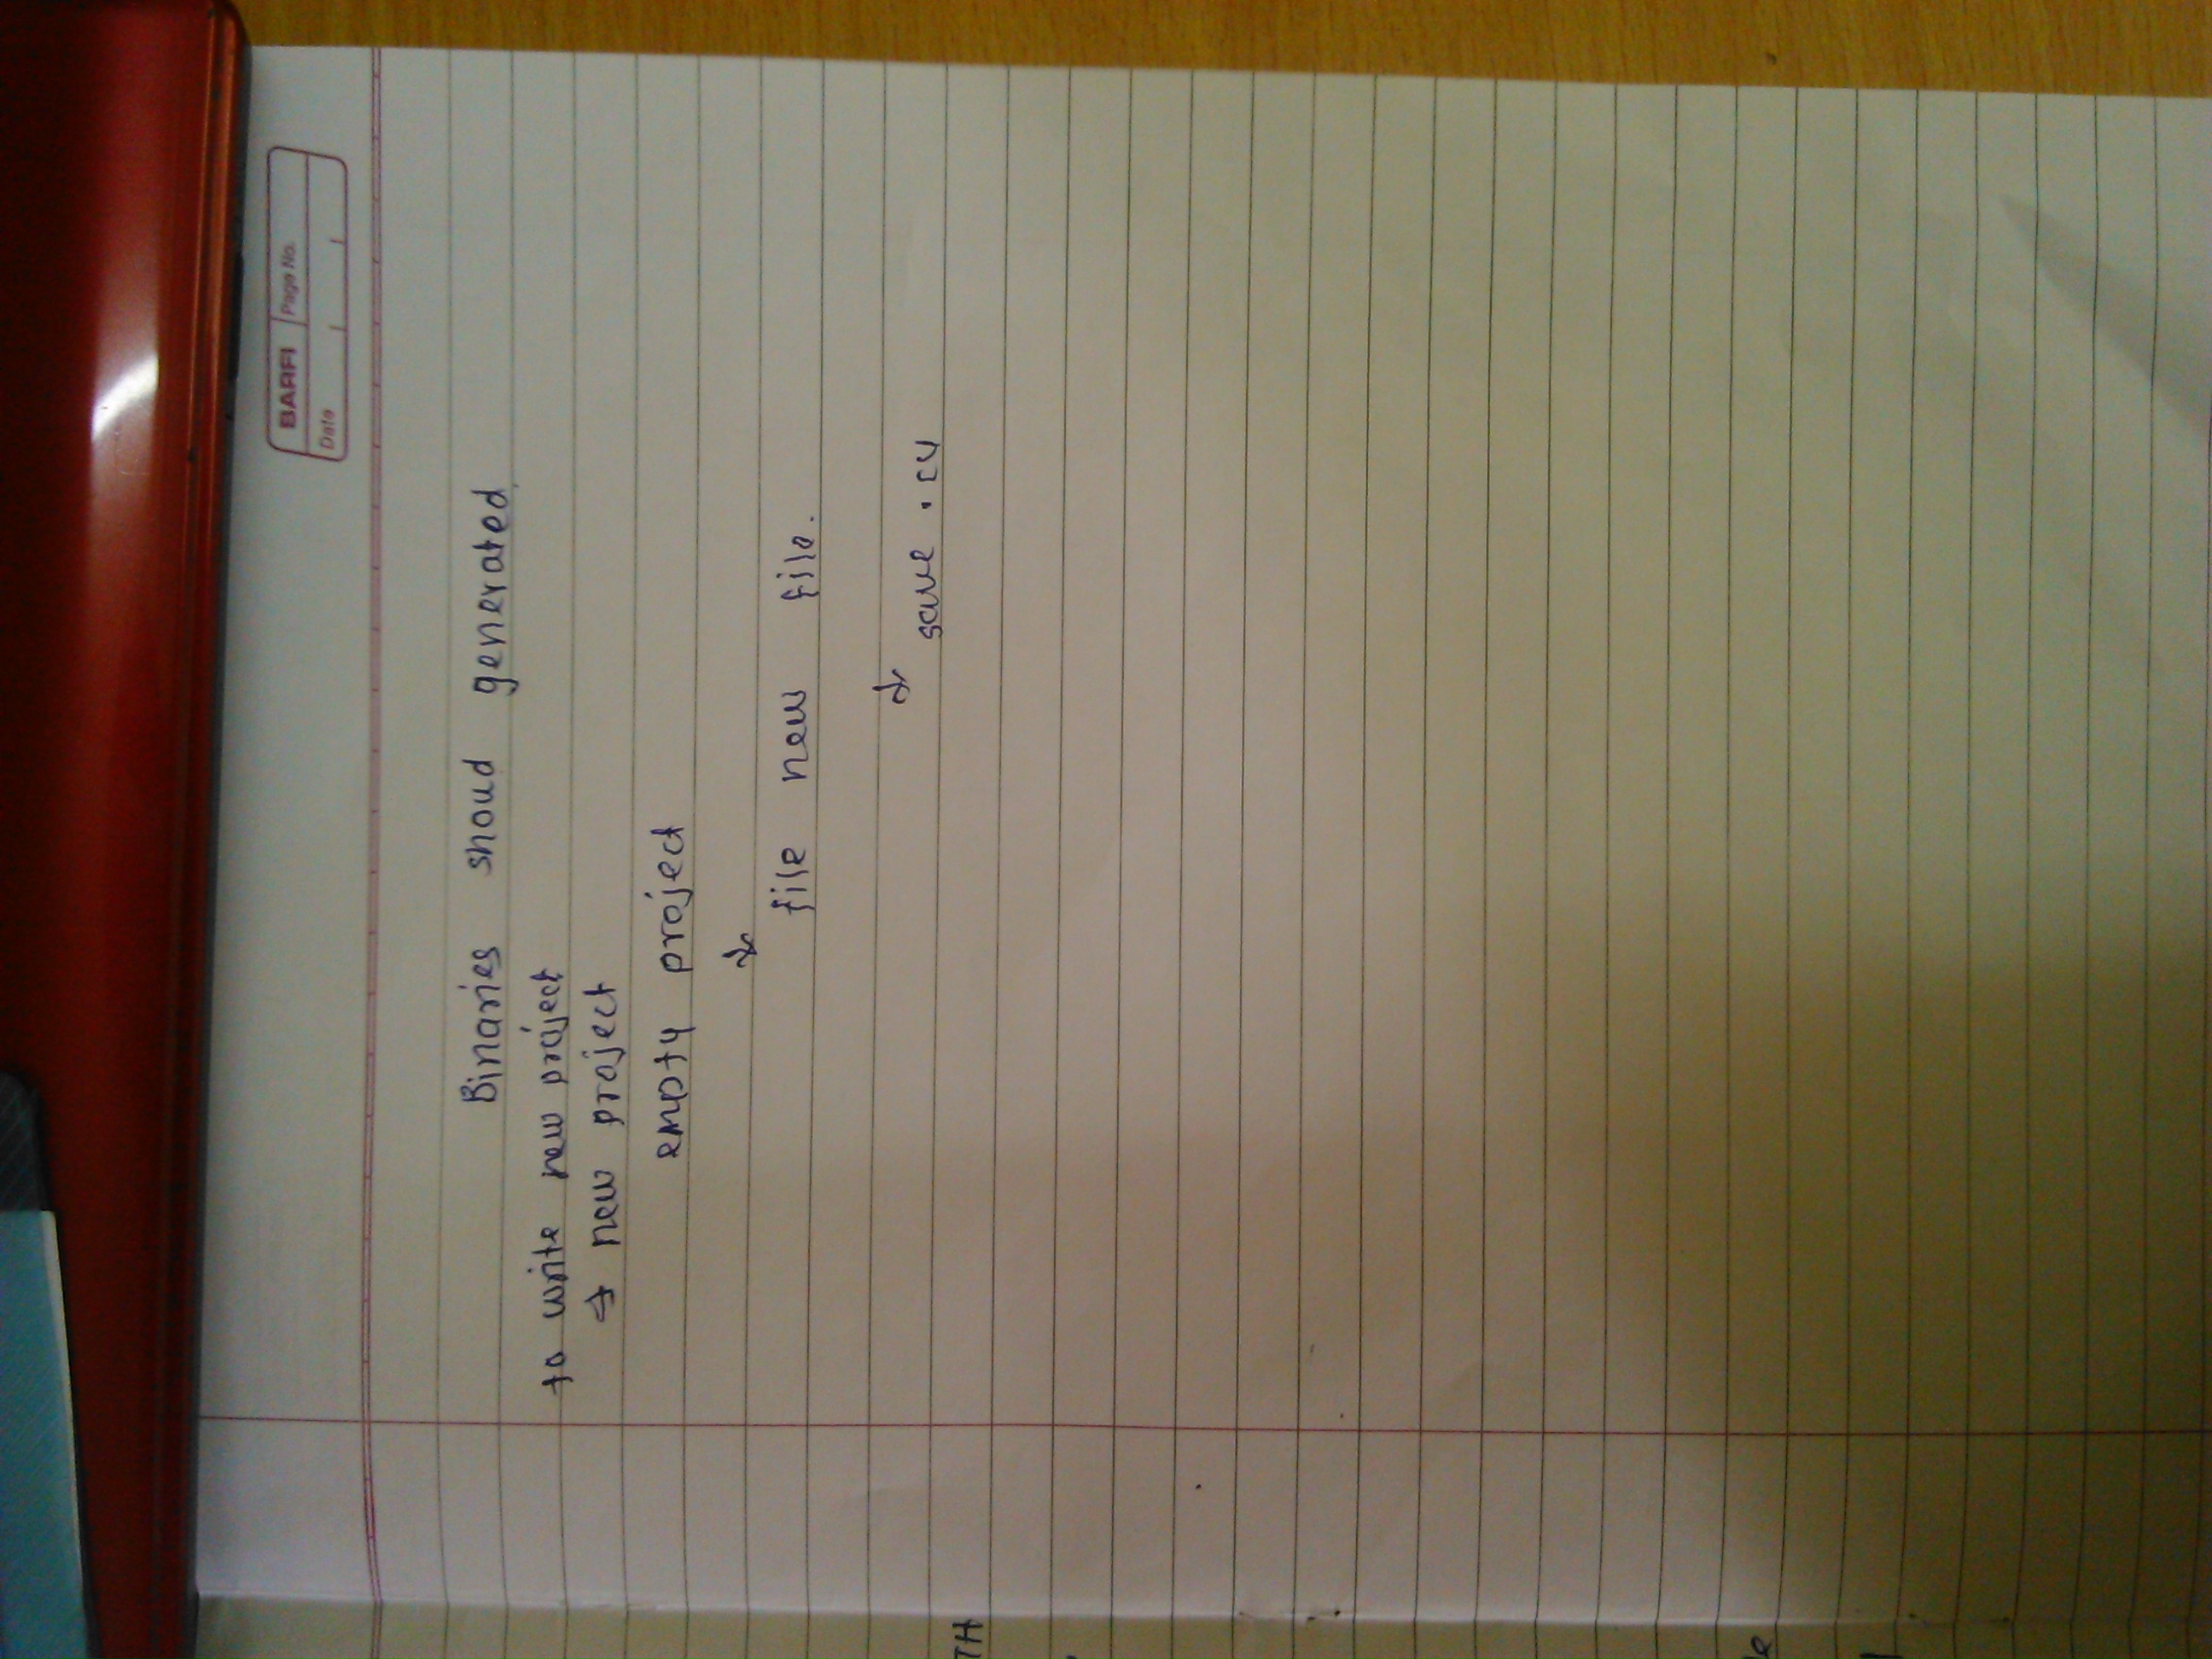 BARFI Page No.
Date
Binaries shoud generated
to write new project
→ new project
empty project
↓
file new file.
↓
save .cu
TH